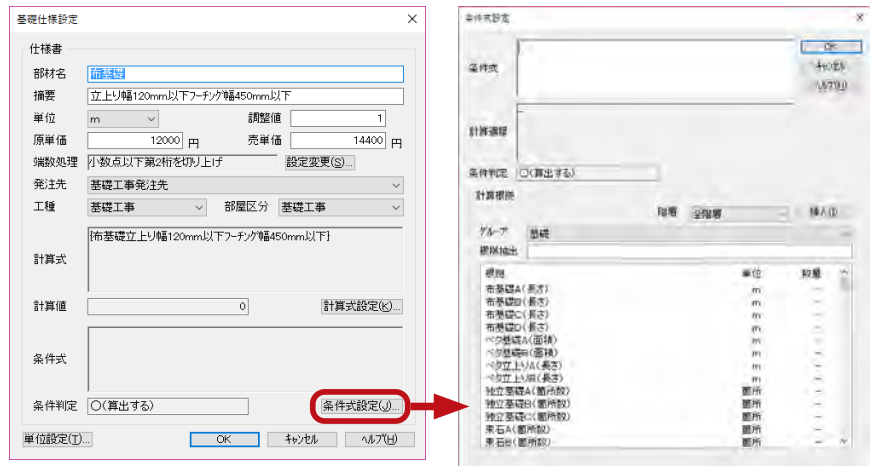 基礎仕様設定
仕様書
部材名 布基礎
摘要 立上り幅120mm以下フーチング幅450mm以下
単位 m 調整値 1
原単価 12000 円 売単価 14400 円
端数処理 小数点以下第2桁を切り上げ 設定変更(S)...
発注先 基礎工事発注先
工種 基礎工事 部屋区分 基礎工事
計算式 {布基礎立上り幅120mm以下フーチング幅450mm以下}
計算値 0 計算式設定(K)...
条件式
条件判定 〇(算出する) 条件式設定(J)...
単位設定(T)... OK キャンセル ヘルプ(H)
条件式設定
条件式 OK
キャンセル
ヘルプ(H)
計算過程
条件判定 〇(算出する)
計算根拠
階層 全階層 挿入(I)
グループ 基礎
根拠抽出
根拠 単位 数量
布基礎A(長さ) m --
布基礎B(長さ) m --
布基礎C(長さ) m --
布基礎D(長さ) m --
ベタ基礎A(面積) m --
ベタ基礎B(面積) m --
ベタ立上りA(長さ) m --
ベタ立上りB(長さ) m --
独立基礎A(箇所数) 箇所 --
独立基礎B(箇所数) 箇所 --
独立基礎C(箇所数) 箇所 --
束石A(箇所数) 箇所 --
束石B(箇所数) 箇所 --